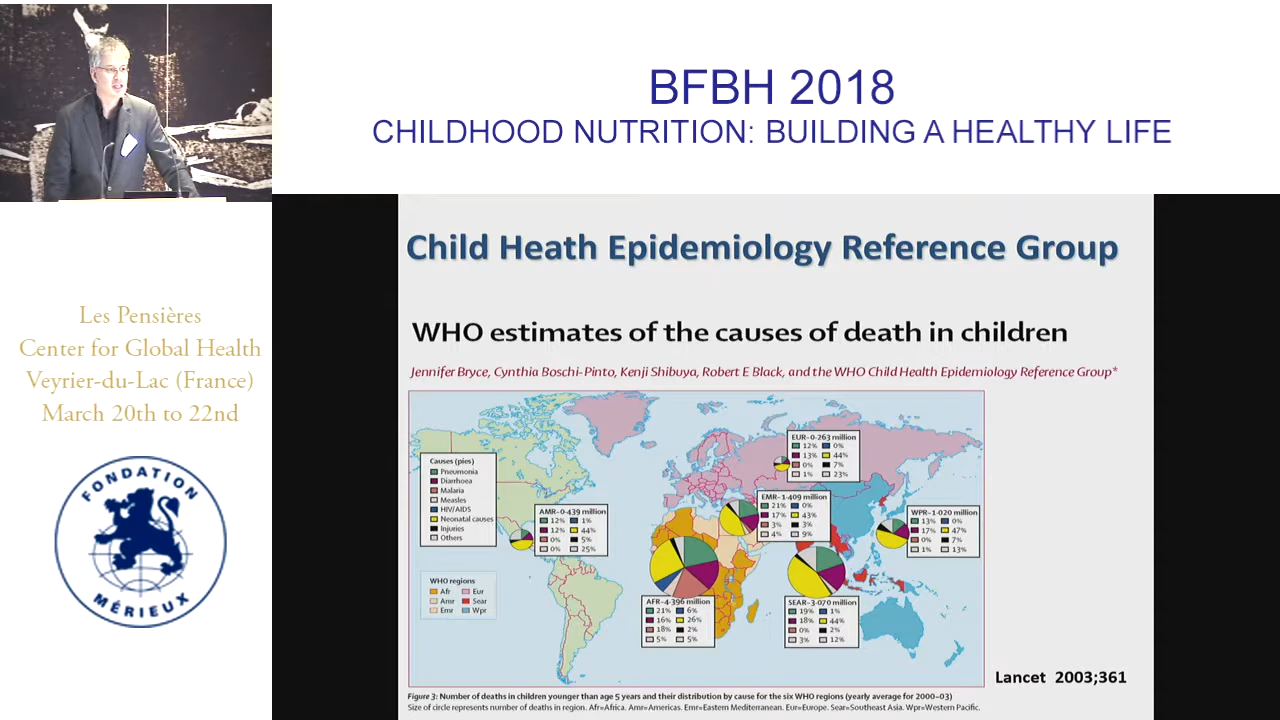 BFBH 2018
CHILDHOOD NUTRITION: BUILDING A HEALTHY LIFE
Les Pensières
Center for Global Health
Veyrier-du-Lac (France)
March 20th to 22nd
FONDATION
MÉRIEUX
Child Heath Epidemiology Reference Group
WHO estimates of the causes of death in children
Jennifer Bryce, Cynthia Boschi-Pinto, Kenji Shibuya, Robert E Black, and the WHO Child Health Epidemiology Reference Group*
Causes (pies)
Pneumonia
Diarrhoea
Malaria
Measles
HIV/AIDS
Neonatal causes
Injuries
Others
WHO regions
Afr Eur
Amr Sear
Emr Wpr
AMR–0·439 million
12% 1%
12% 44%
0% 5%
0% 25%
EUR–0·263 million
12% 0%
13% 44%
0% 7%
1% 23%
EMR–1·409 million
21% 0%
17% 43%
3% 3%
4% 9%
WPR–1·020 million
13% 0%
17% 47%
0% 7%
1% 13%
AFR–4·396 million
21% 6%
16% 26%
18% 2%
5% 5%
SEAR–3·070 million
19% 1%
18% 44%
0% 2%
3% 12%
Lancet 2003;361
Figure 3: Number of deaths in children younger than age 5 years and their distribution by cause for the six WHO regions (yearly average for 2000–03)
Size of circle represents number of deaths in region. Afr=Africa. Amr=Americas. Emr=Eastern Mediterranean. Eur=Europe. Sear=Southeast Asia. Wpr=Western Pacific.